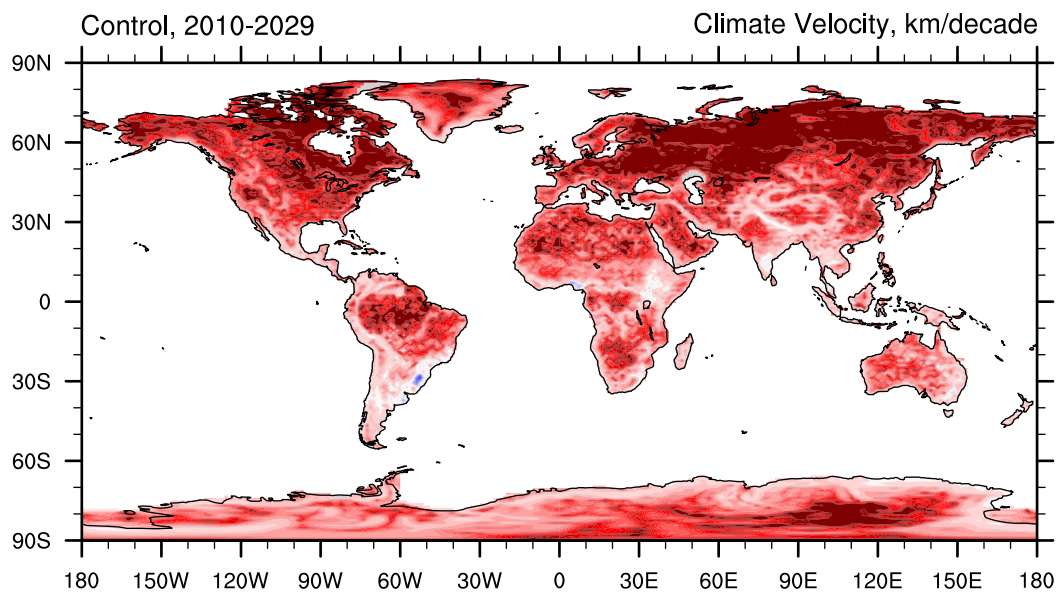 Control, 2010-2029 Climate Velocity, km/decade
90N
60N
30N
0
30S
60S
90S
180 150W 120W 90W 60W 30W 0 30E 60E 90E 120E 150E 180